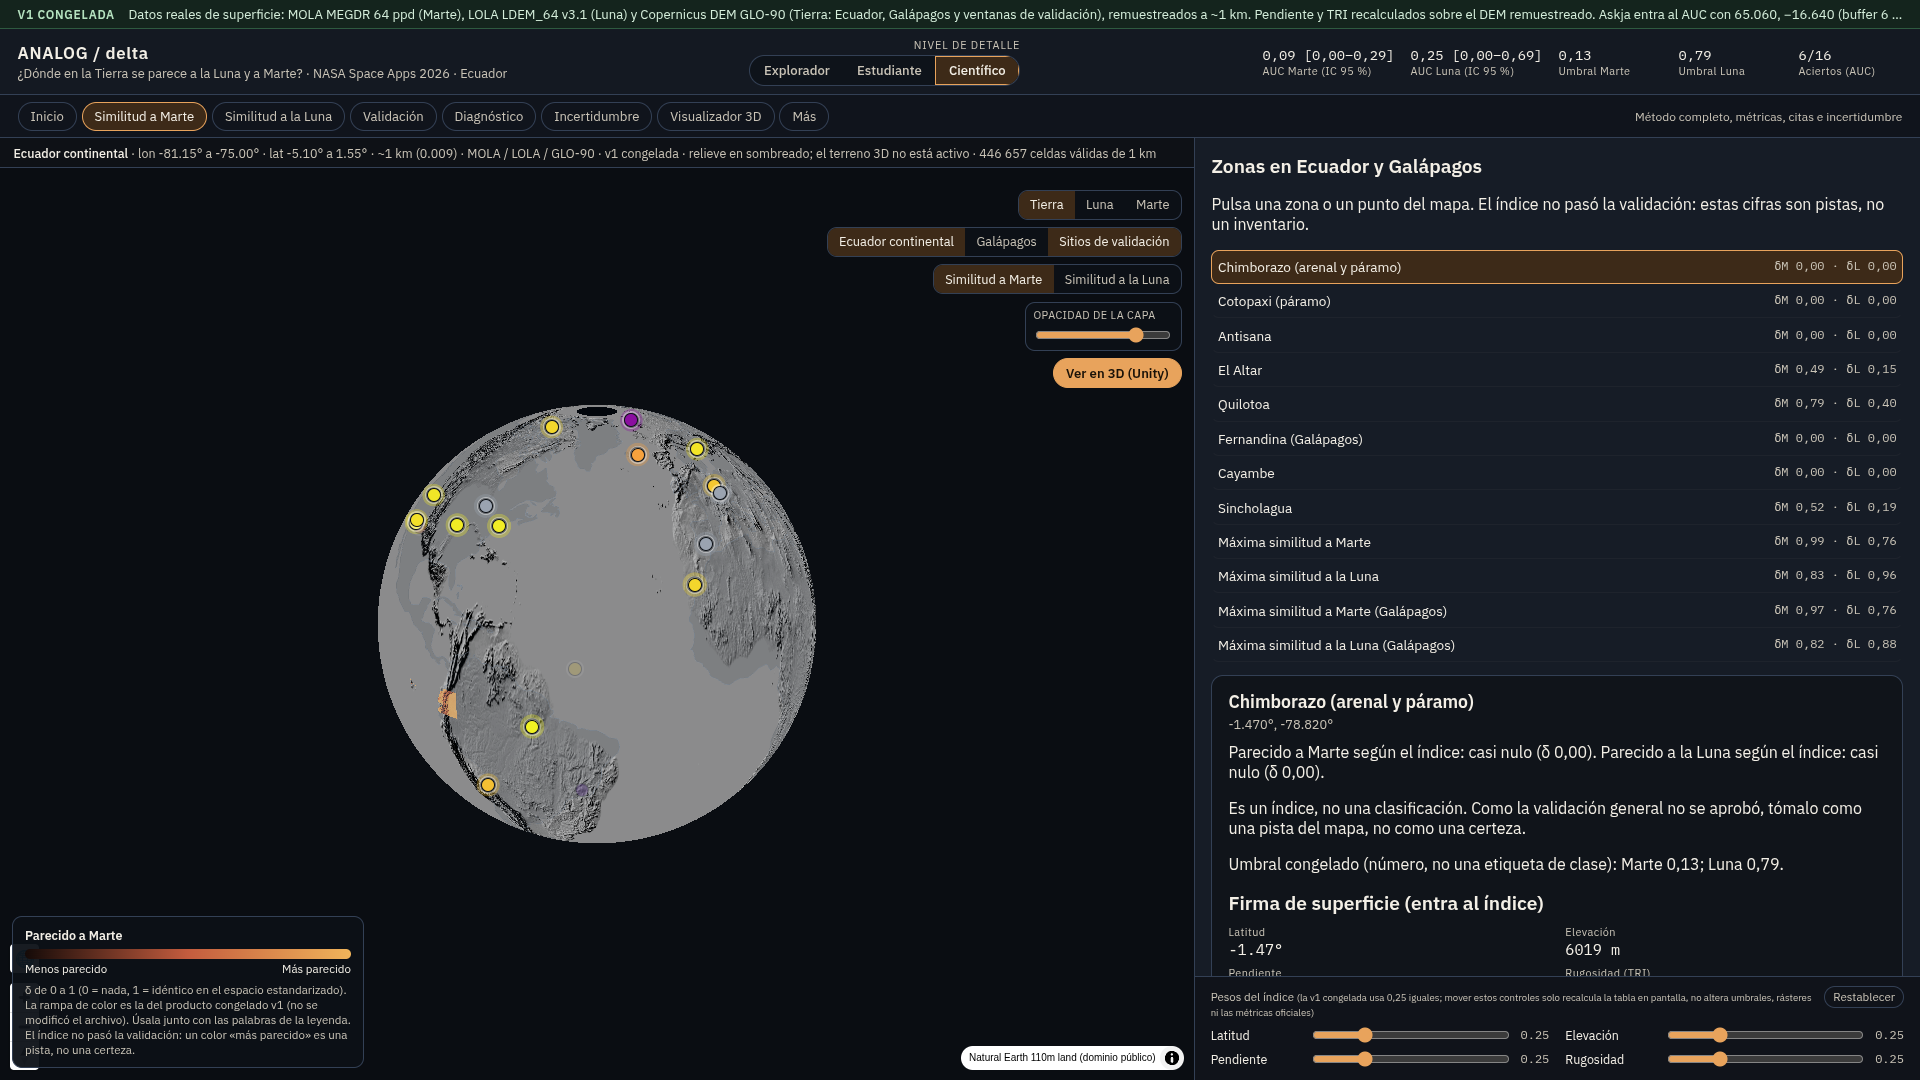 V1 CONGELADA Datos reales de superficie: MOLA MEGDR 64 ppd (Marte), LOLA LDEM_64 v3.1 (Luna) y Copernicus DEM GLO-90 (Tierra: Ecuador, Galápagos y ventanas de validación), remuestreados a ~1 km. Pendiente y TRI recalculados sobre el DEM remuestreado. Askja entra al AUC con 65.060, −16.640 (buffer 6 ...
ANALOG / delta
¿Dónde en la Tierra se parece a la Luna y a Marte? · NASA Space Apps 2026 · Ecuador
NIVEL DE DETALLE
Explorador Estudiante Científico
0,09 [0,00–0,29] 0,25 [0,00–0,69] 0,13 0,79 6/16
AUC Marte (IC 95 %) AUC Luna (IC 95 %) Umbral Marte Umbral Luna Aciertos (AUC)
Inicio Similitud a Marte Similitud a la Luna Validación Diagnóstico Incertidumbre Visualizador 3D Más
Método completo, métricas, citas e incertidumbre
Ecuador continental · lon -81.15° a -75.00° · lat -5.10° a 1.55° · ~1 km (0.009) · MOLA / LOLA / GLO-90 · v1 congelada · relieve en sombreado; el terreno 3D no está activo · 446 657 celdas válidas de 1 km
Tierra Luna Marte
Ecuador continental Galápagos Sitios de validación
Similitud a Marte Similitud a la Luna
OPACIDAD DE LA CAPA
Ver en 3D (Unity)
Parecido a Marte
Menos parecido Más parecido
δ de 0 a 1 (0 = nada, 1 = idéntico en el espacio estandarizado).
La rampa de color es la del producto congelado v1 (no se
modificó el archivo). Úsala junto con las palabras de la leyenda.
El índice no pasó la validación: un color «más parecido» es una
pista, no una certeza.
Natural Earth 110m land (dominio público)
Zonas en Ecuador y Galápagos
Pulsa una zona o un punto del mapa. El índice no pasó la validación: estas cifras son pistas, no
un inventario.
Chimborazo (arenal y páramo) δM 0,00 · δL 0,00
Cotopaxi (páramo) δM 0,00 · δL 0,00
Antisana δM 0,00 · δL 0,00
El Altar δM 0,49 · δL 0,15
Quilotoa δM 0,79 · δL 0,40
Fernandina (Galápagos) δM 0,00 · δL 0,00
Cayambe δM 0,00 · δL 0,00
Sincholagua δM 0,52 · δL 0,19
Máxima similitud a Marte δM 0,99 · δL 0,76
Máxima similitud a la Luna δM 0,83 · δL 0,96
Máxima similitud a Marte (Galápagos) δM 0,97 · δL 0,76
Máxima similitud a la Luna (Galápagos) δM 0,82 · δL 0,88
Chimborazo (arenal y páramo)
-1.470°, -78.820°
Parecido a Marte según el índice: casi nulo (δ 0,00). Parecido a la Luna según el índice: casi
nulo (δ 0,00).
Es un índice, no una clasificación. Como la validación general no se aprobó, tómalo como
una pista del mapa, no como una certeza.
Umbral congelado (número, no una etiqueta de clase): Marte 0,13; Luna 0,79.
Firma de superficie (entra al índice)
Latitud Elevación
-1.47° 6019 m
Pendiente Rugosidad (TRI)
Pesos del índice (la v1 congelada usa 0,25 iguales; mover estos controles solo recalcula la tabla en pantalla, no altera umbrales, rásteres
ni las métricas oficiales)
Restablecer
Latitud 0.25 Elevación 0.25
Pendiente 0.25 Rugosidad 0.25